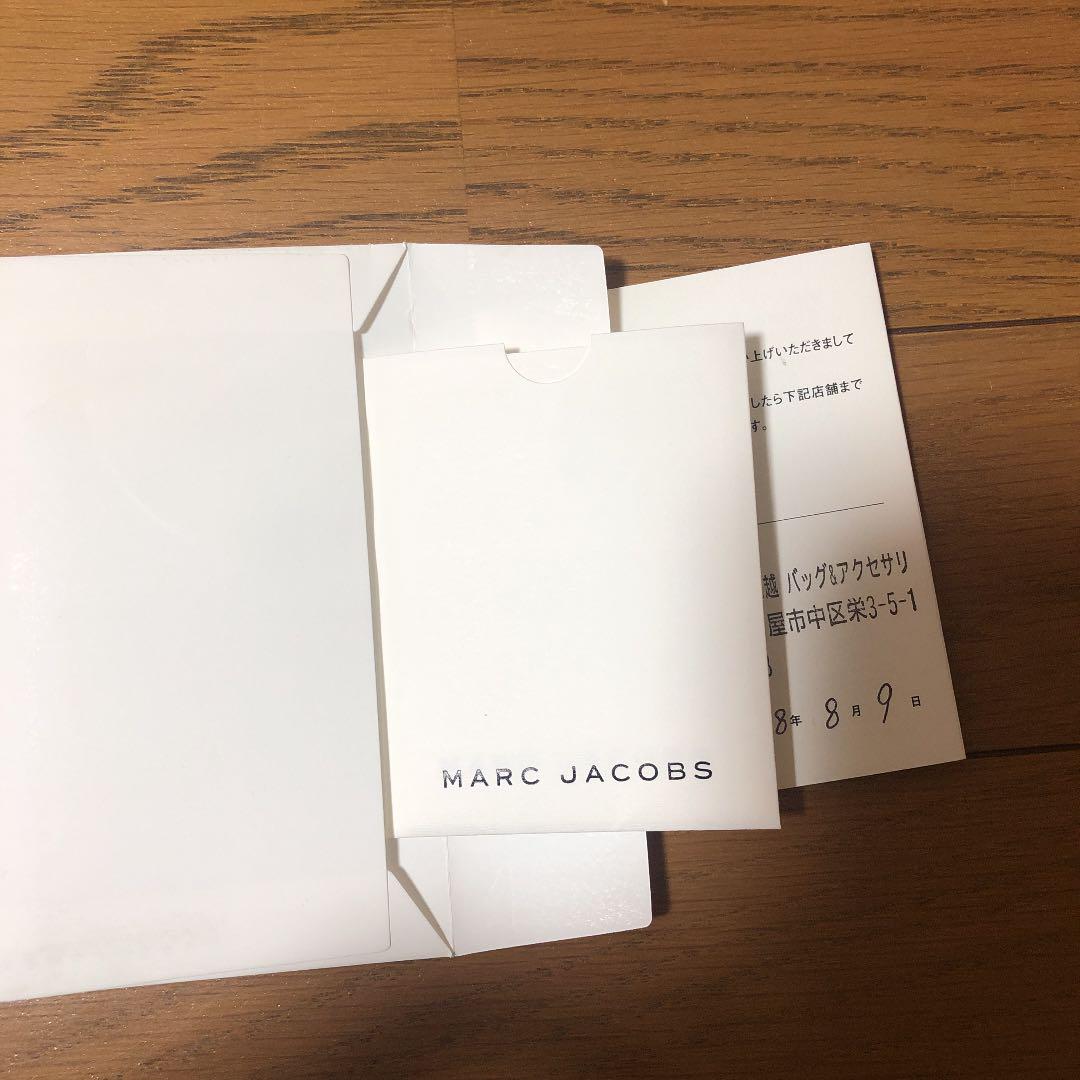 MARC JACOBS
上げいただきまして
したら下記店舗まで
す。
越 バッグ&アクセサリ
屋市中区栄3-5-1
8年 8月 9日